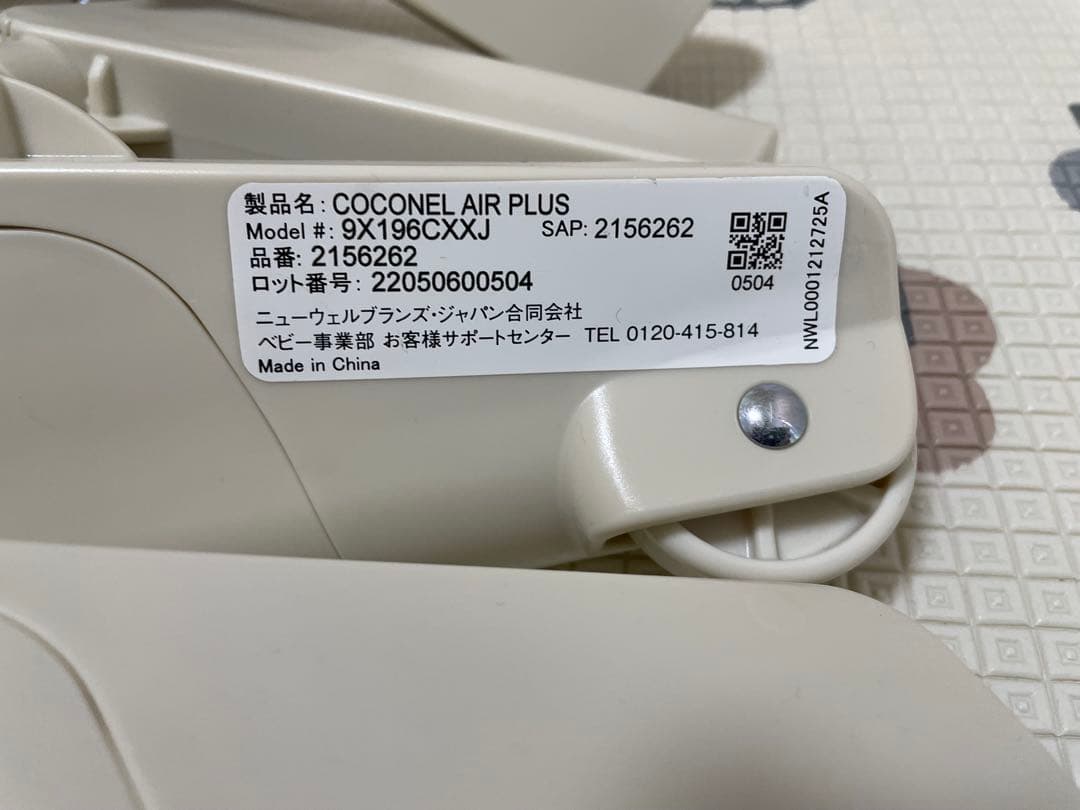 製品名: COCONEL AIR PLUS
Model #: 9X196CXXJ SAP: 2156262
品番: 2156262
ロット番号: 22050600504
ニューウェルブランズ・ジャパン合同会社
ベビー事業部 お客様サポートセンター TEL 0120-415-814
Made in China
0504
NWL0001212725A